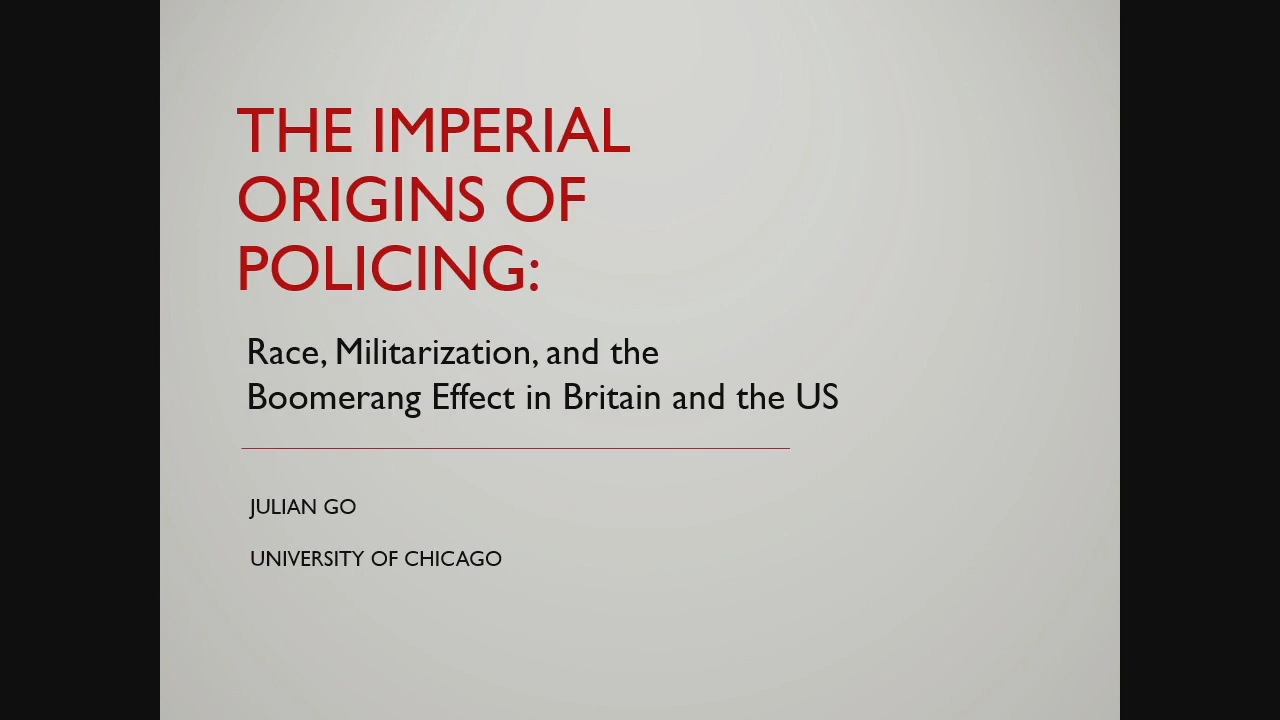 THE IMPERIAL
ORIGINS OF
POLICING:
Race, Militarization, and the
Boomerang Effect in Britain and the US
JULIAN GO
UNIVERSITY OF CHICAGO